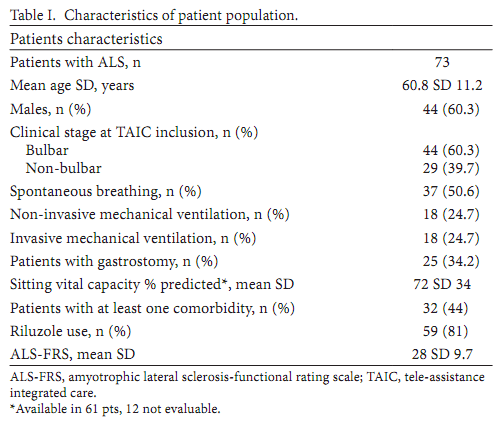 Table I. Characteristics of patient population.
Patients characteristics
Patients with ALS, n 73
Mean age SD, years 60.8 SD 11.2
Males, n (%) 44 (60.3)
Clinical stage at TAIC inclusion, n (%)
Bulbar 44 (60.3)
Non-bulbar 29 (39.7)
Spontaneous breathing, n (%) 37 (50.6)
Non-invasive mechanical ventilation, n (%) 18 (24.7)
Invasive mechanical ventilation, n (%) 18 (24.7)
Patients with gastrostomy, n (%) 25 (34.2)
Sitting vital capacity % predicted*, mean SD 72 SD 34
Patients with at least one comorbidity, n (%) 32 (44)
Riluzole use, n (%) 59 (81)
ALS-FRS, mean SD 28 SD 9.7
ALS-FRS, amyotrophic lateral sclerosis-functional rating scale; TAIC, tele-assistance
integrated care.
*Available in 61 pts, 12 not evaluable.